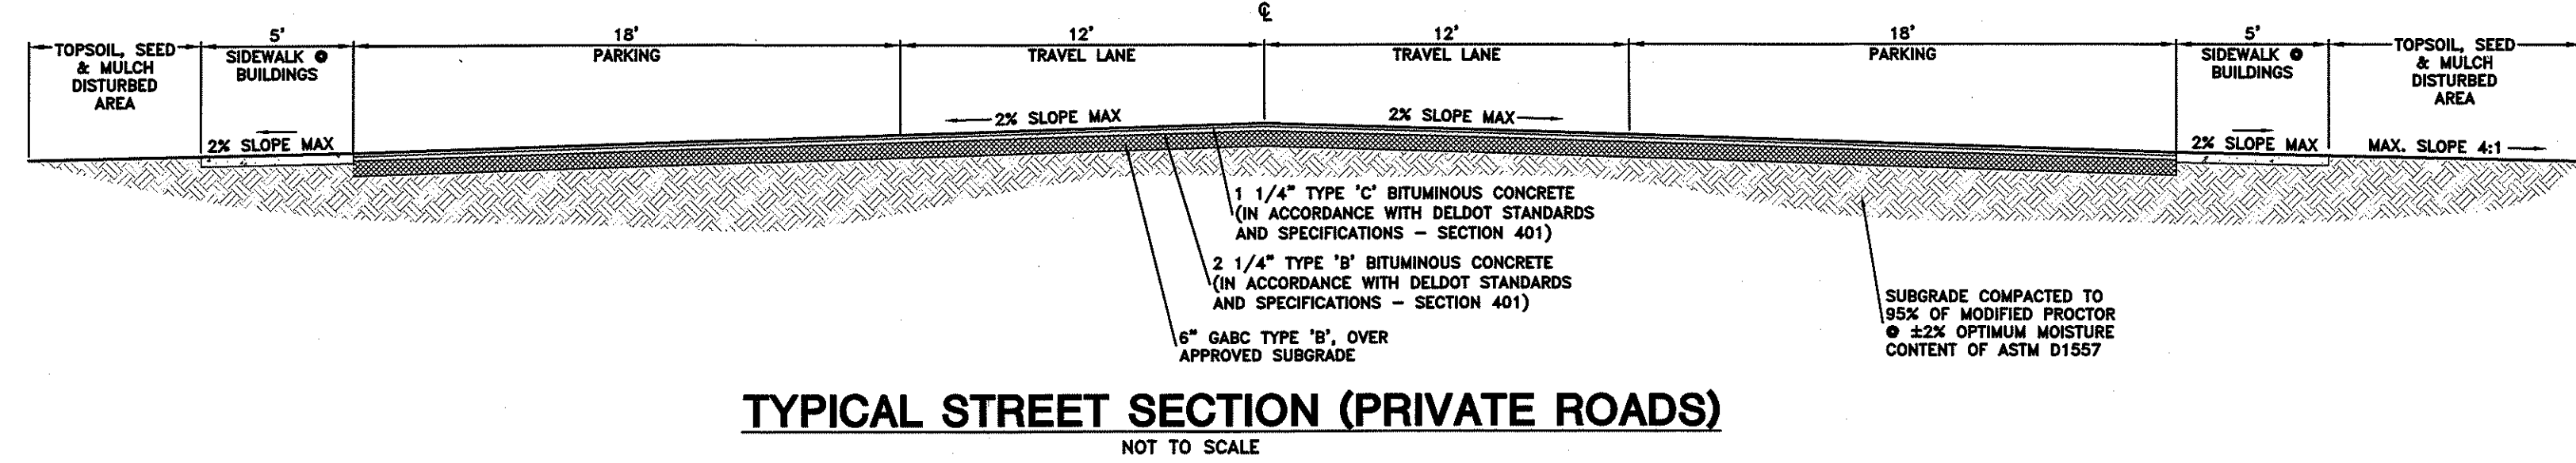 ℄
5'
18'
12'
12'
18'
5'
TOPSOIL, SEED
& MULCH
DISTURBED
AREA
SIDEWALK @
BUILDINGS
PARKING
TRAVEL LANE
TRAVEL LANE
PARKING
SIDEWALK @
BUILDINGS
TOPSOIL, SEED
& MULCH
DISTURBED
AREA
2% SLOPE MAX
2% SLOPE MAX
2% SLOPE MAX
2% SLOPE MAX
MAX. SLOPE 4:1
1 1/4" TYPE 'C' BITUMINOUS CONCRETE
(IN ACCORDANCE WITH DELDOT STANDARDS
AND SPECIFICATIONS – SECTION 401)
2 1/4" TYPE 'B' BITUMINOUS CONCRETE
(IN ACCORDANCE WITH DELDOT STANDARDS
AND SPECIFICATIONS – SECTION 401)
6" GABC TYPE 'B', OVER
APPROVED SUBGRADE
SUBGRADE COMPACTED TO
95% OF MODIFIED PROCTOR
@ ±2% OPTIMUM MOISTURE
CONTENT OF ASTM D1557
TYPICAL STREET SECTION (PRIVATE ROADS)
NOT TO SCALE